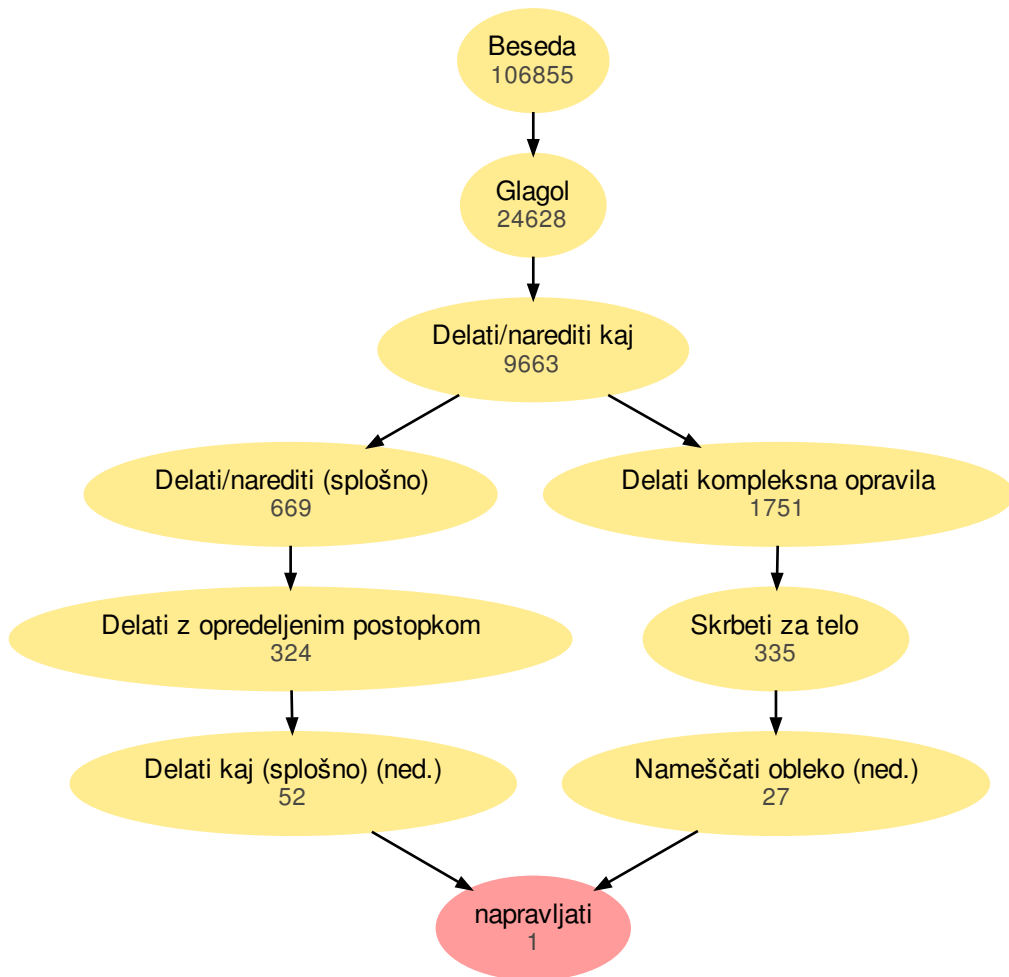 Beseda
106855
Glagol
24628
Delati/narediti kaj
9663
Delati/narediti (splošno)
669
Delati kompleksna opravila
1751
Delati z opredeljenim postopkom
324
Skrbeti za telo
335
Delati kaj (splošno) (ned.)
52
Nameščati obleko (ned.)
27
napravljati
1